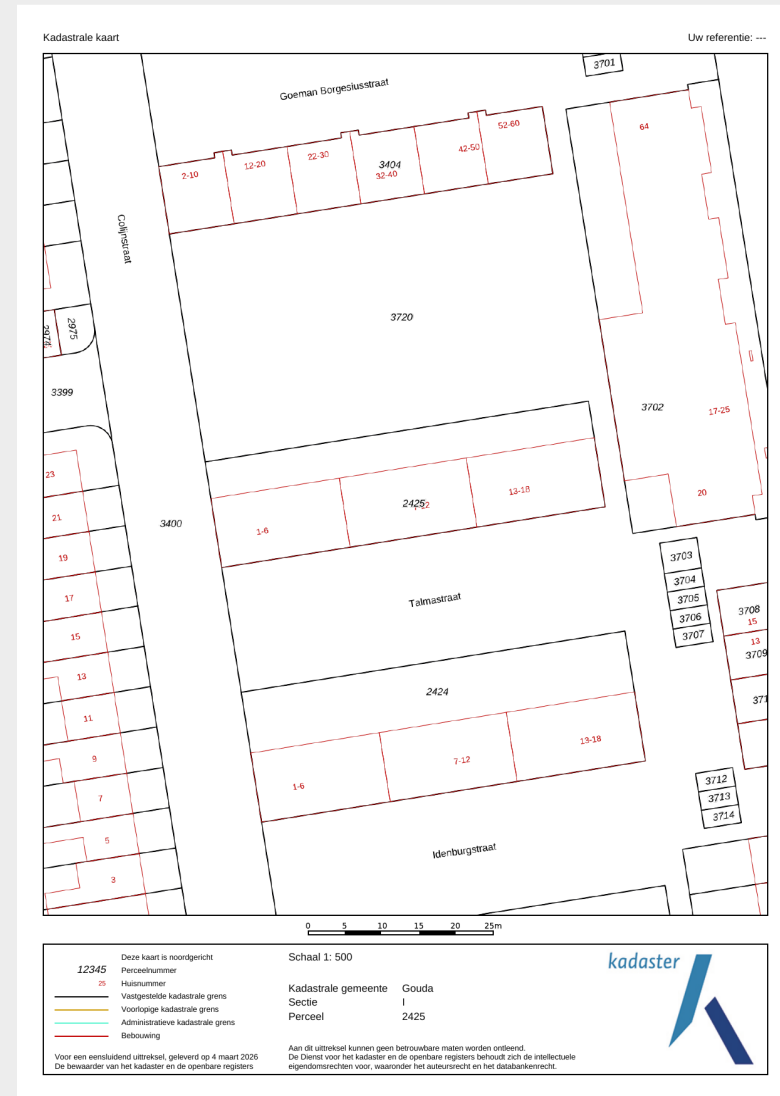 Kadastrale kaart
Uw referentie: ---
3701
Goeman Borgesiusstraat
52-60
64
42-50
22-30
12-20
3404
32-40
2-10
Colijnstraat
3720
2975
2974
3399
3702
17-25
23
2425
13-18
20
21
1-6
3400
19
3703
3704
17
Talmastraat
3705
3708
3706
15
15
3707
13
3709
13
2424
371
11
13-18
9
7-12
3712
1-6
7
3713
3714
5
Idenburgstraat
3
0 5 10 15 20 25m
Deze kaart is noordgericht
12345 Perceelnummer
25 Huisnummer
Vastgestelde kadastrale grens
Voorlopige kadastrale grens
Administratieve kadastrale grens
Bebouwing
Voor een eensluidend uittreksel, geleverd op 4 maart 2026
De bewaarder van het kadaster en de openbare registers
Schaal 1: 500
Kadastrale gemeente Gouda
Sectie I
Perceel 2425
Aan dit uittreksel kunnen geen betrouwbare maten worden ontleend.
De Dienst voor het kadaster en de openbare registers behoudt zich de intellectuele
eigendomsrechten voor, waaronder het auteursrecht en het databankenrecht.
kadaster